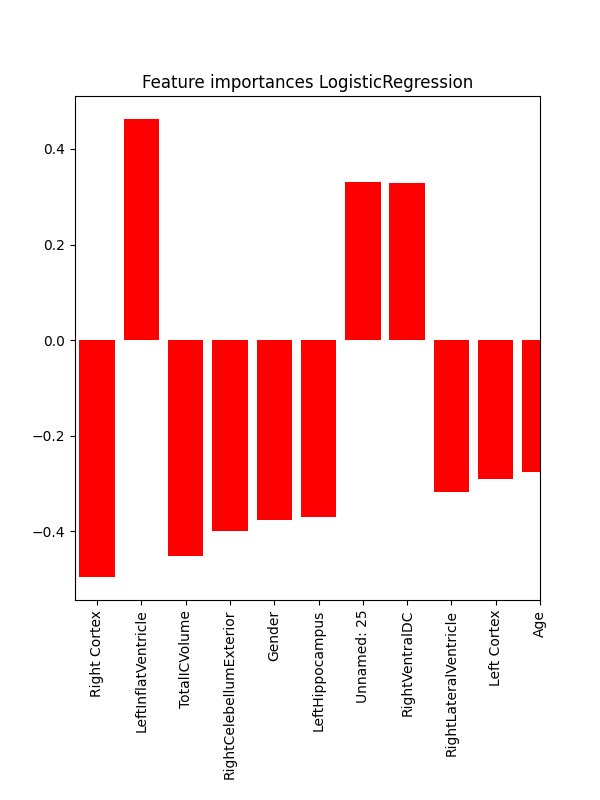 Feature importances LogisticRegression
0.4
0.2
0.0
−0.2
−0.4
Right Cortex
LeftInflatVentricle
TotalICVolume
RightCelebellumExterior
Gender
LeftHippocampus
Unnamed: 25
RightVentralDC
RightLateralVentricle
Left Cortex
Age